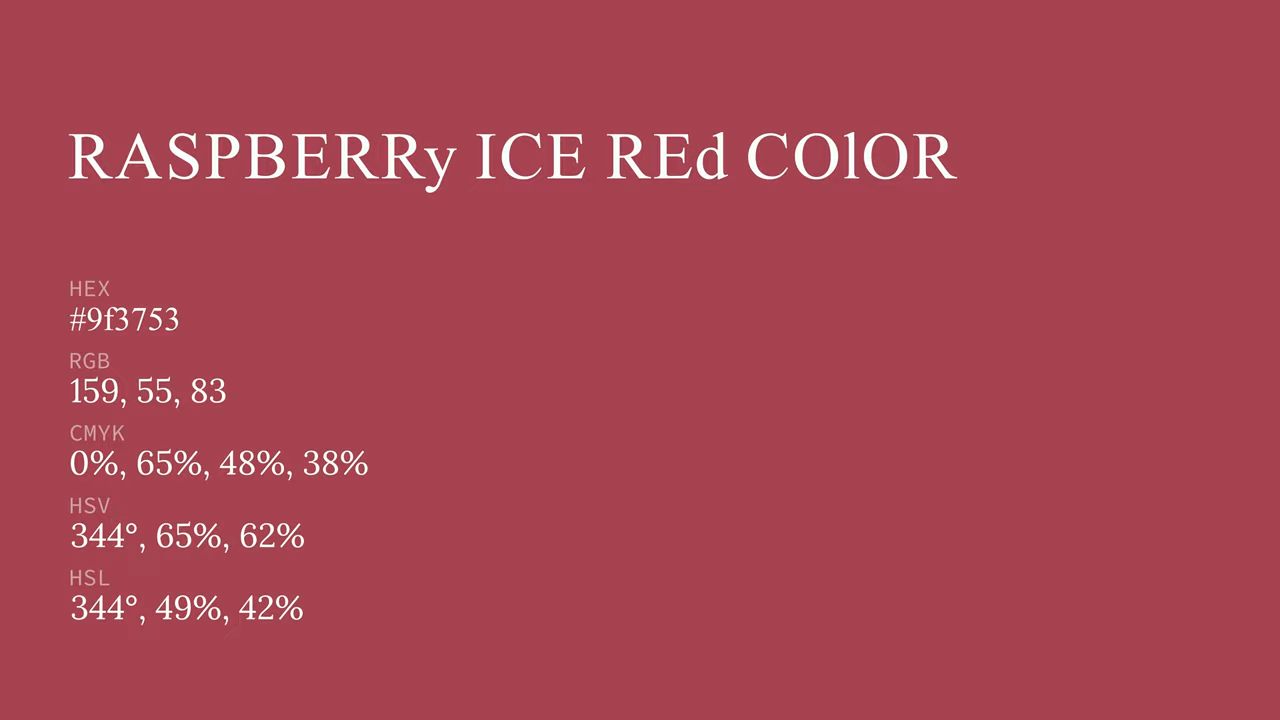 RASPBERRy ICE REd COlOR
HEX
#9f3753
RGB
159, 55, 83
CMYK
0%, 65%, 48%, 38%
HSV
344°, 65%, 62%
HSL
344°, 49%, 42%